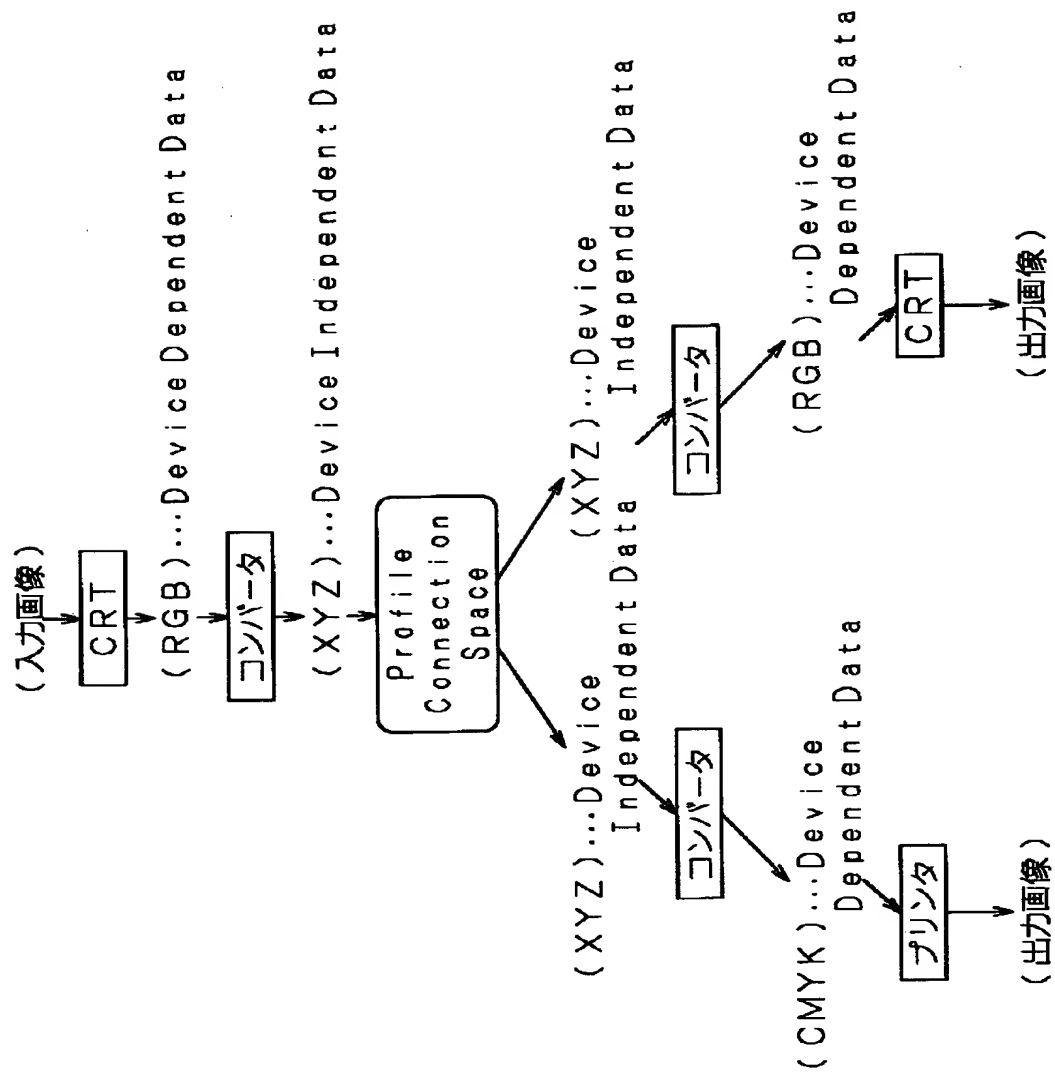 (入力画像)
CRT
(RGB)...Device Dependent Data
コンバータ
(XYZ)...Device Independent Data
Profile
Connection
Space
(XYZ)...Device
Independent Data
コンバータ
(CMYK)...Device
Dependent Data
プリンタ
(出力画像)
(XYZ)...Device
Independent Data
コンバータ
(RGB)...Device
Dependent Data
CRT
(出力画像)